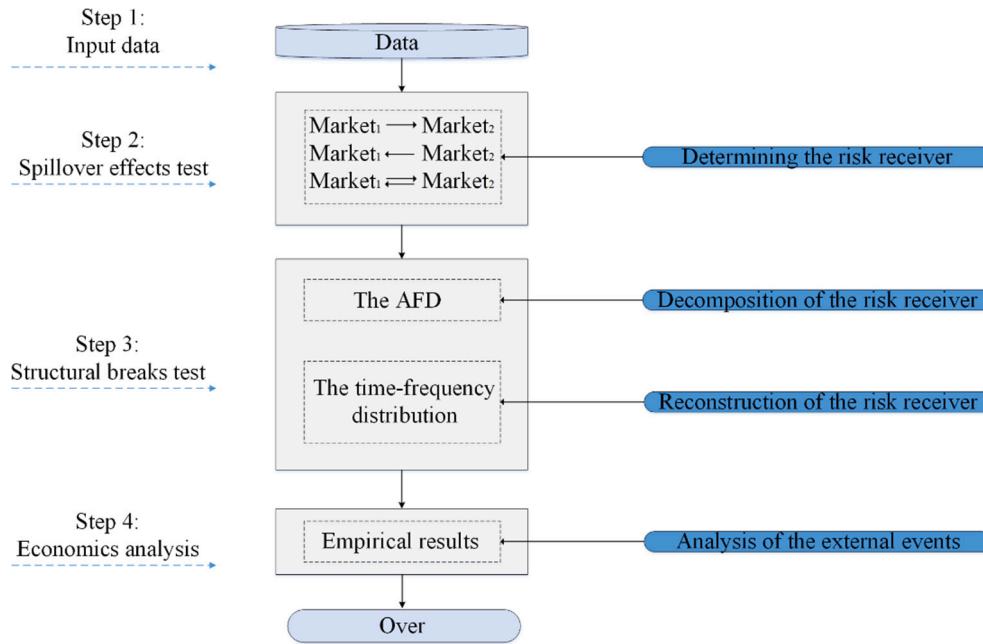 Step 1:
Input data
Data
Step 2:
Spillover effects test
Market₁ → Market₂
Market₁ ← Market₂
Market₁ ⇄ Market₂
Determining the risk receiver
Step 3:
Structural breaks test
The AFD
Decomposition of the risk receiver
The time-frequency
distribution
Reconstruction of the risk receiver
Step 4:
Economics analysis
Empirical results
Analysis of the external events
Over